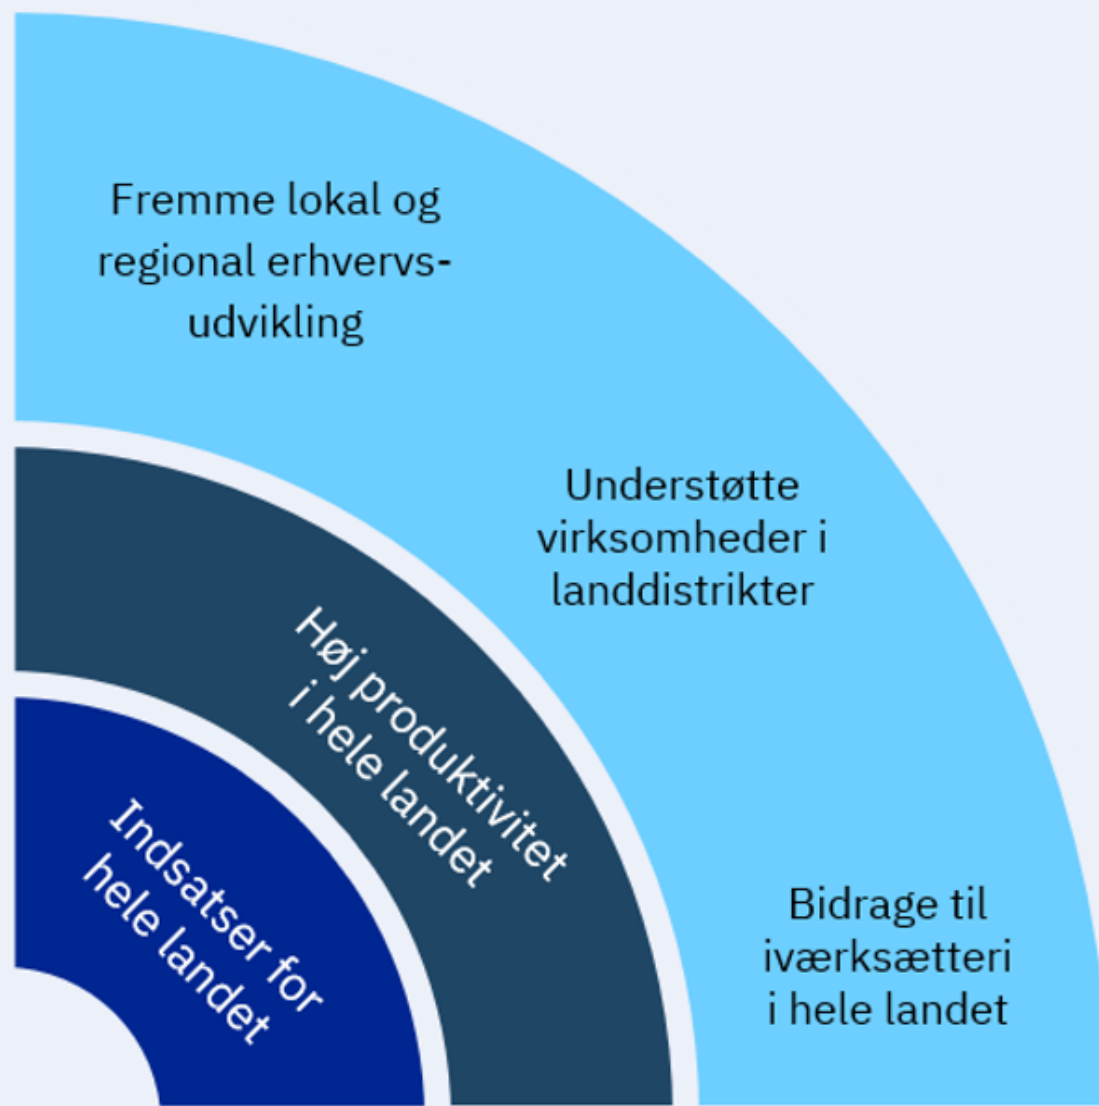 Fremme lokal og
regional erhvervs-
udvikling
Understøtte
virksomheder i
landdistrikter
Høj produktivitet
i hele landet
Indsatser for
hele landet
Bidrage til
iværksætteri
i hele landet